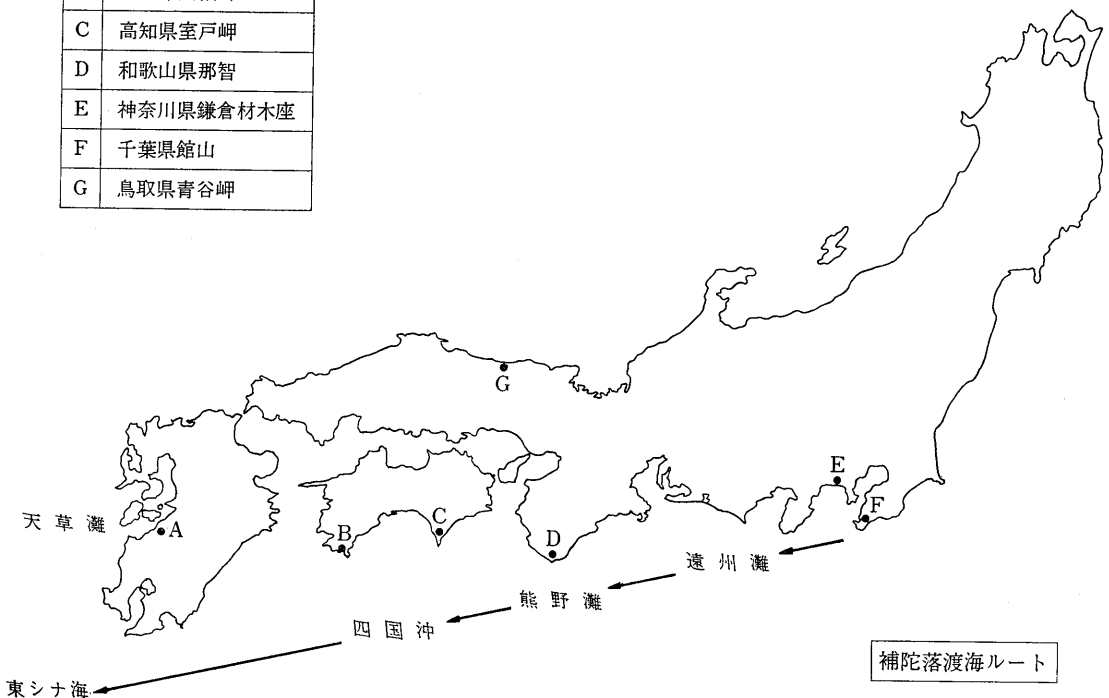 C 高知県室戸岬
D 和歌山県那智
E 神奈川県鎌倉材木座
F 千葉県館山
G 鳥取県青谷岬
G
E
F
A
B
C
D
天草灘
遠州灘
熊野灘
四国沖
東シナ海
補陀落渡海ルート